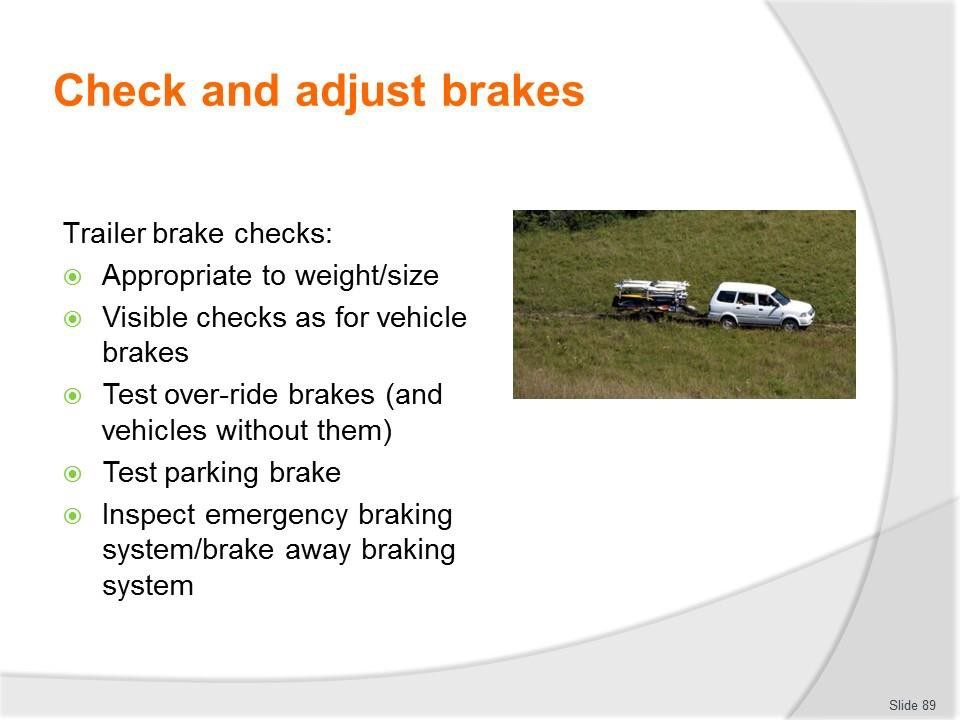 Check and adjust brakes
Trailer brake checks:
Appropriate to weight/size
Visible checks as for vehicle
brakes
Test over-ride brakes (and
vehicles without them)
Test parking brake
Inspect emergency braking
system/brake away braking
system
Slide 89